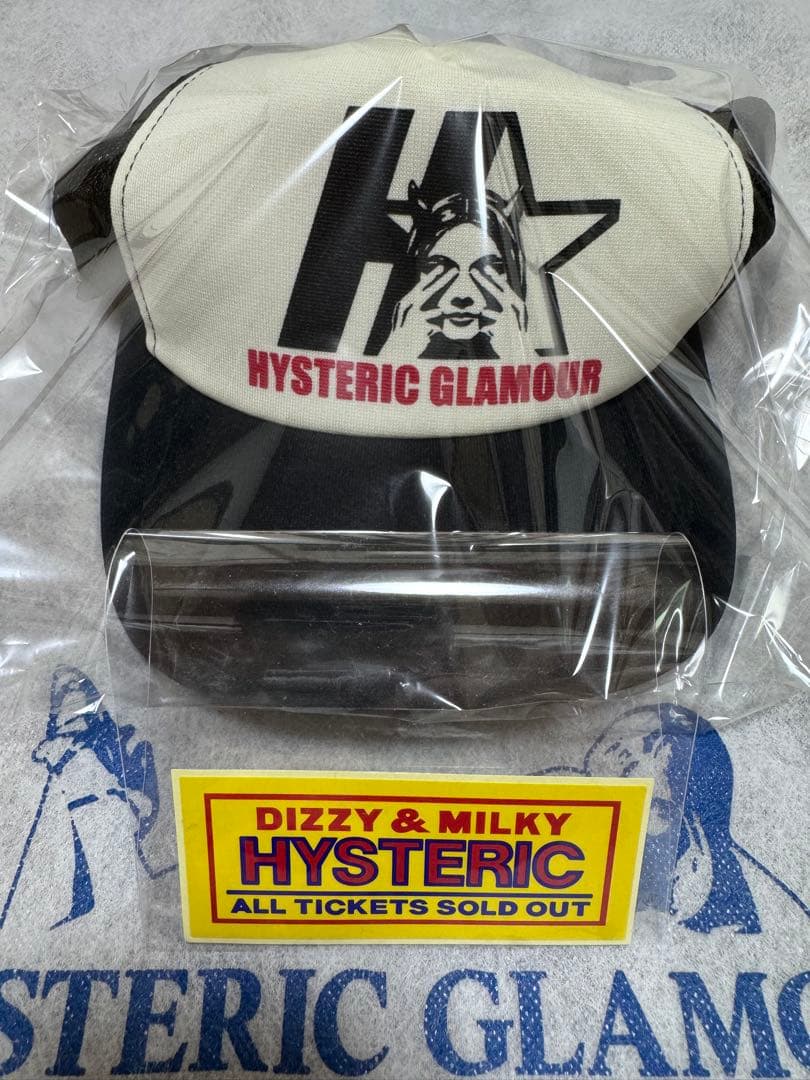 H
HYSTERIC GLAMOUR
DIZZY & MILKY
HYSTERIC
ALL TICKETS SOLD OUT
STERIC GLAMO